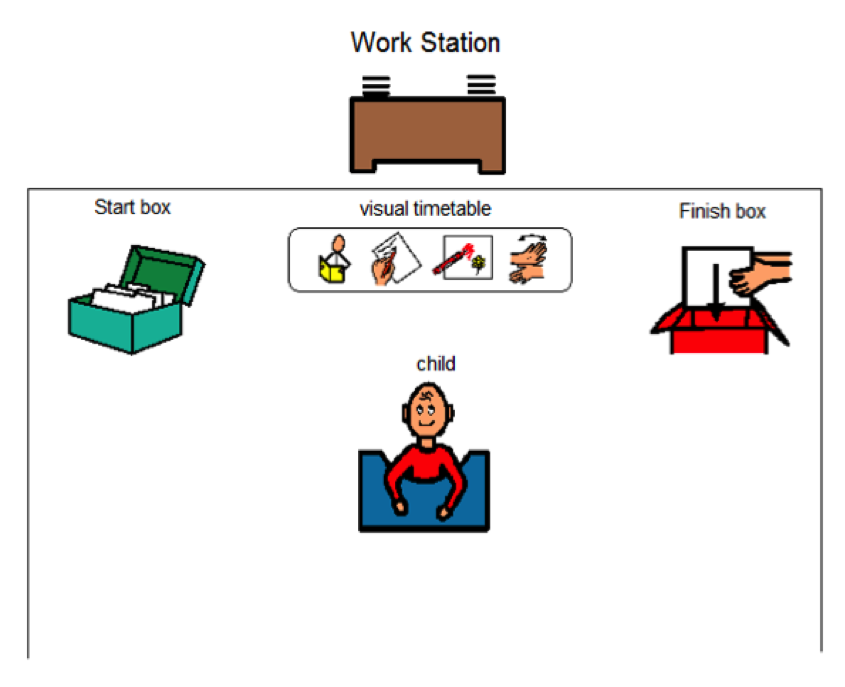 Work Station
Start box
visual timetable
Finish box
child